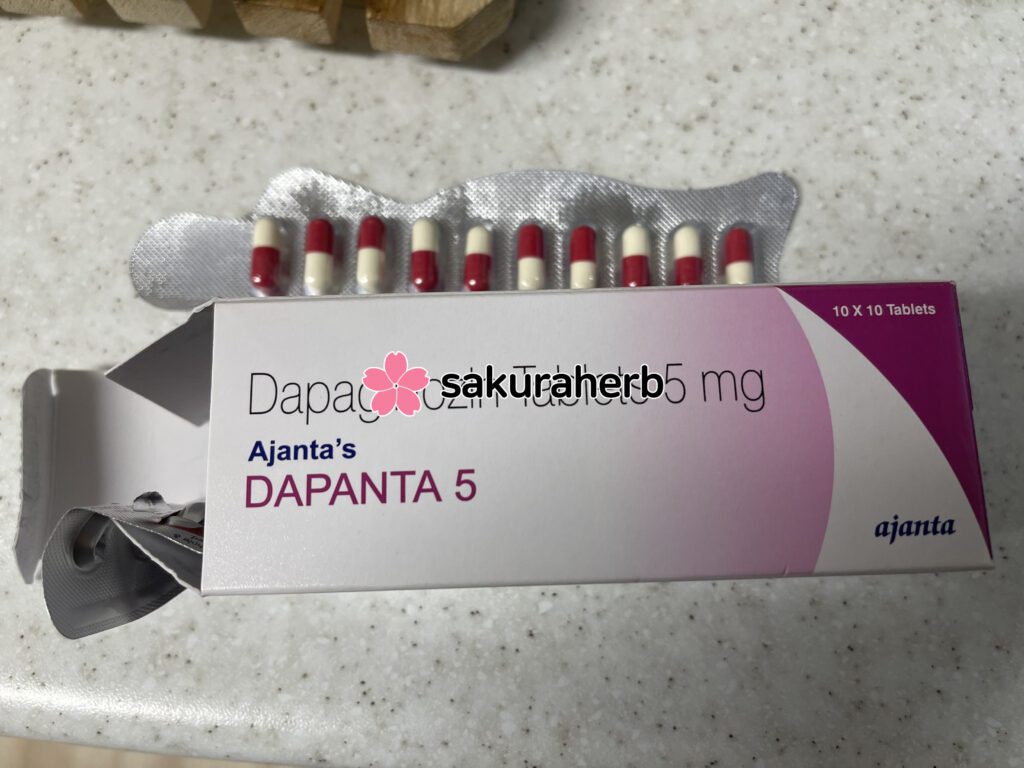 10 X 10 Tablets
sakuraherb
5 mg
Ajanta's
DAPANTA 5
ajanta